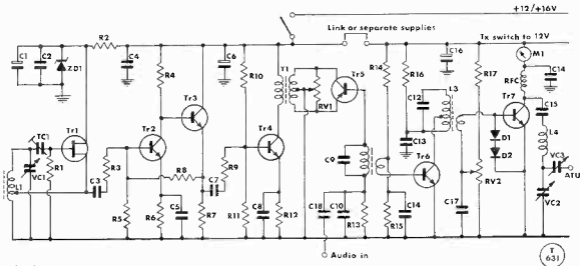 +12/+16V
Link or separate supplies
Tx switch to 12V
C1
C2
ZD1
R2
C4
C6
C16
M1
R4
R10
T1
Tr5
R14
R16
R17
RFC
C14
Tr3
RV1
C12
L3
Tr7
C15
TC1
Tr1
Tr2
Tr4
C13
D1
L4
L1
VC1
R1
R3
R8
R9
C9
Tr6
D2
VC3
C3
C7
RV2
ATU
R5
R6
C5
R7
R11
C8
R12
C18
C10
R13
R15
C14
C17
VC2
Audio in
T
631